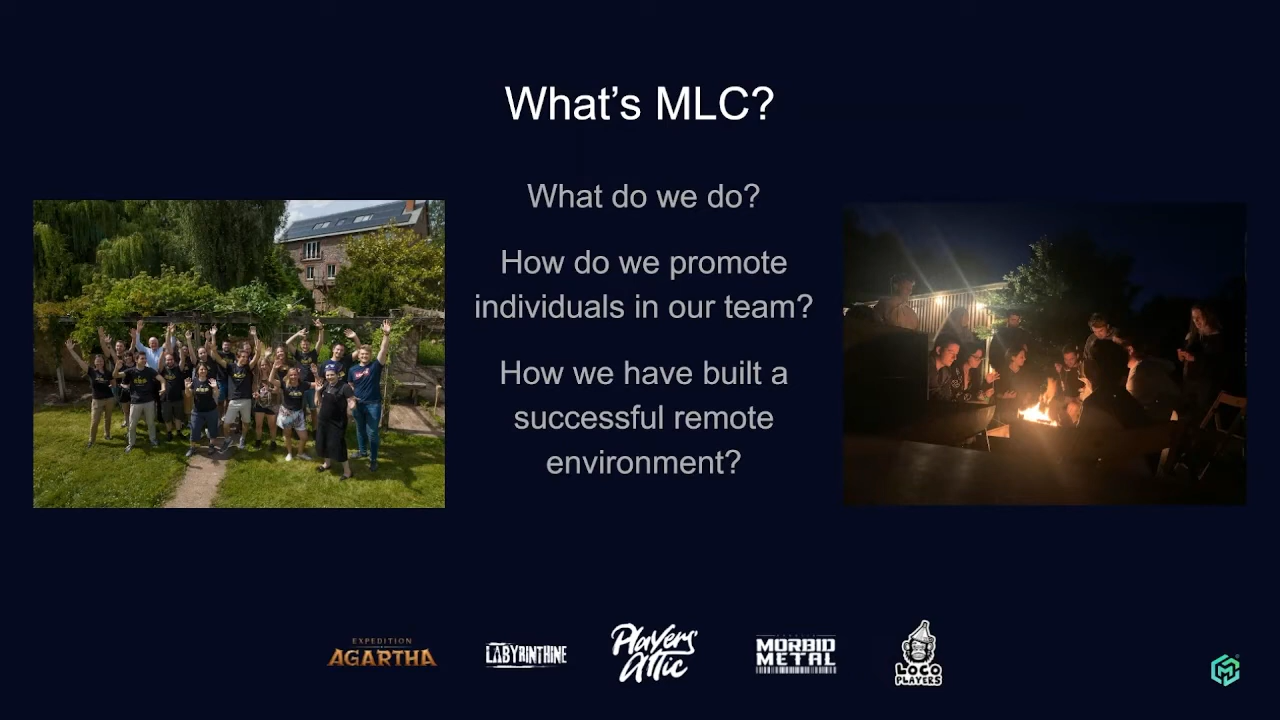 What’s MLC?
What do we do?
How do we promote
individuals in our team?
How we have built a
successful remote
environment?
EXPEDITION
AGARTHA
LABYRINTHINE
Players'
Attic
MORBID
METAL
LOCO
PLAYERS